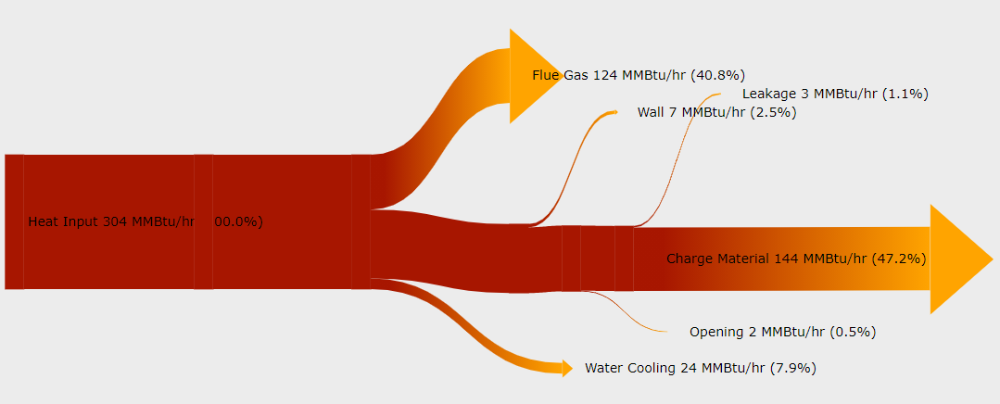 Flue Gas 124 MMBtu/hr (40.8%)
Leakage 3 MMBtu/hr (1.1%)
Wall 7 MMBtu/hr (2.5%)
Heat Input 304 MMBtu/hr 00.0%)
Charge Material 144 MMBtu/hr (47.2%)
Opening 2 MMBtu/hr (0.5%)
Water Cooling 24 MMBtu/hr (7.9%)